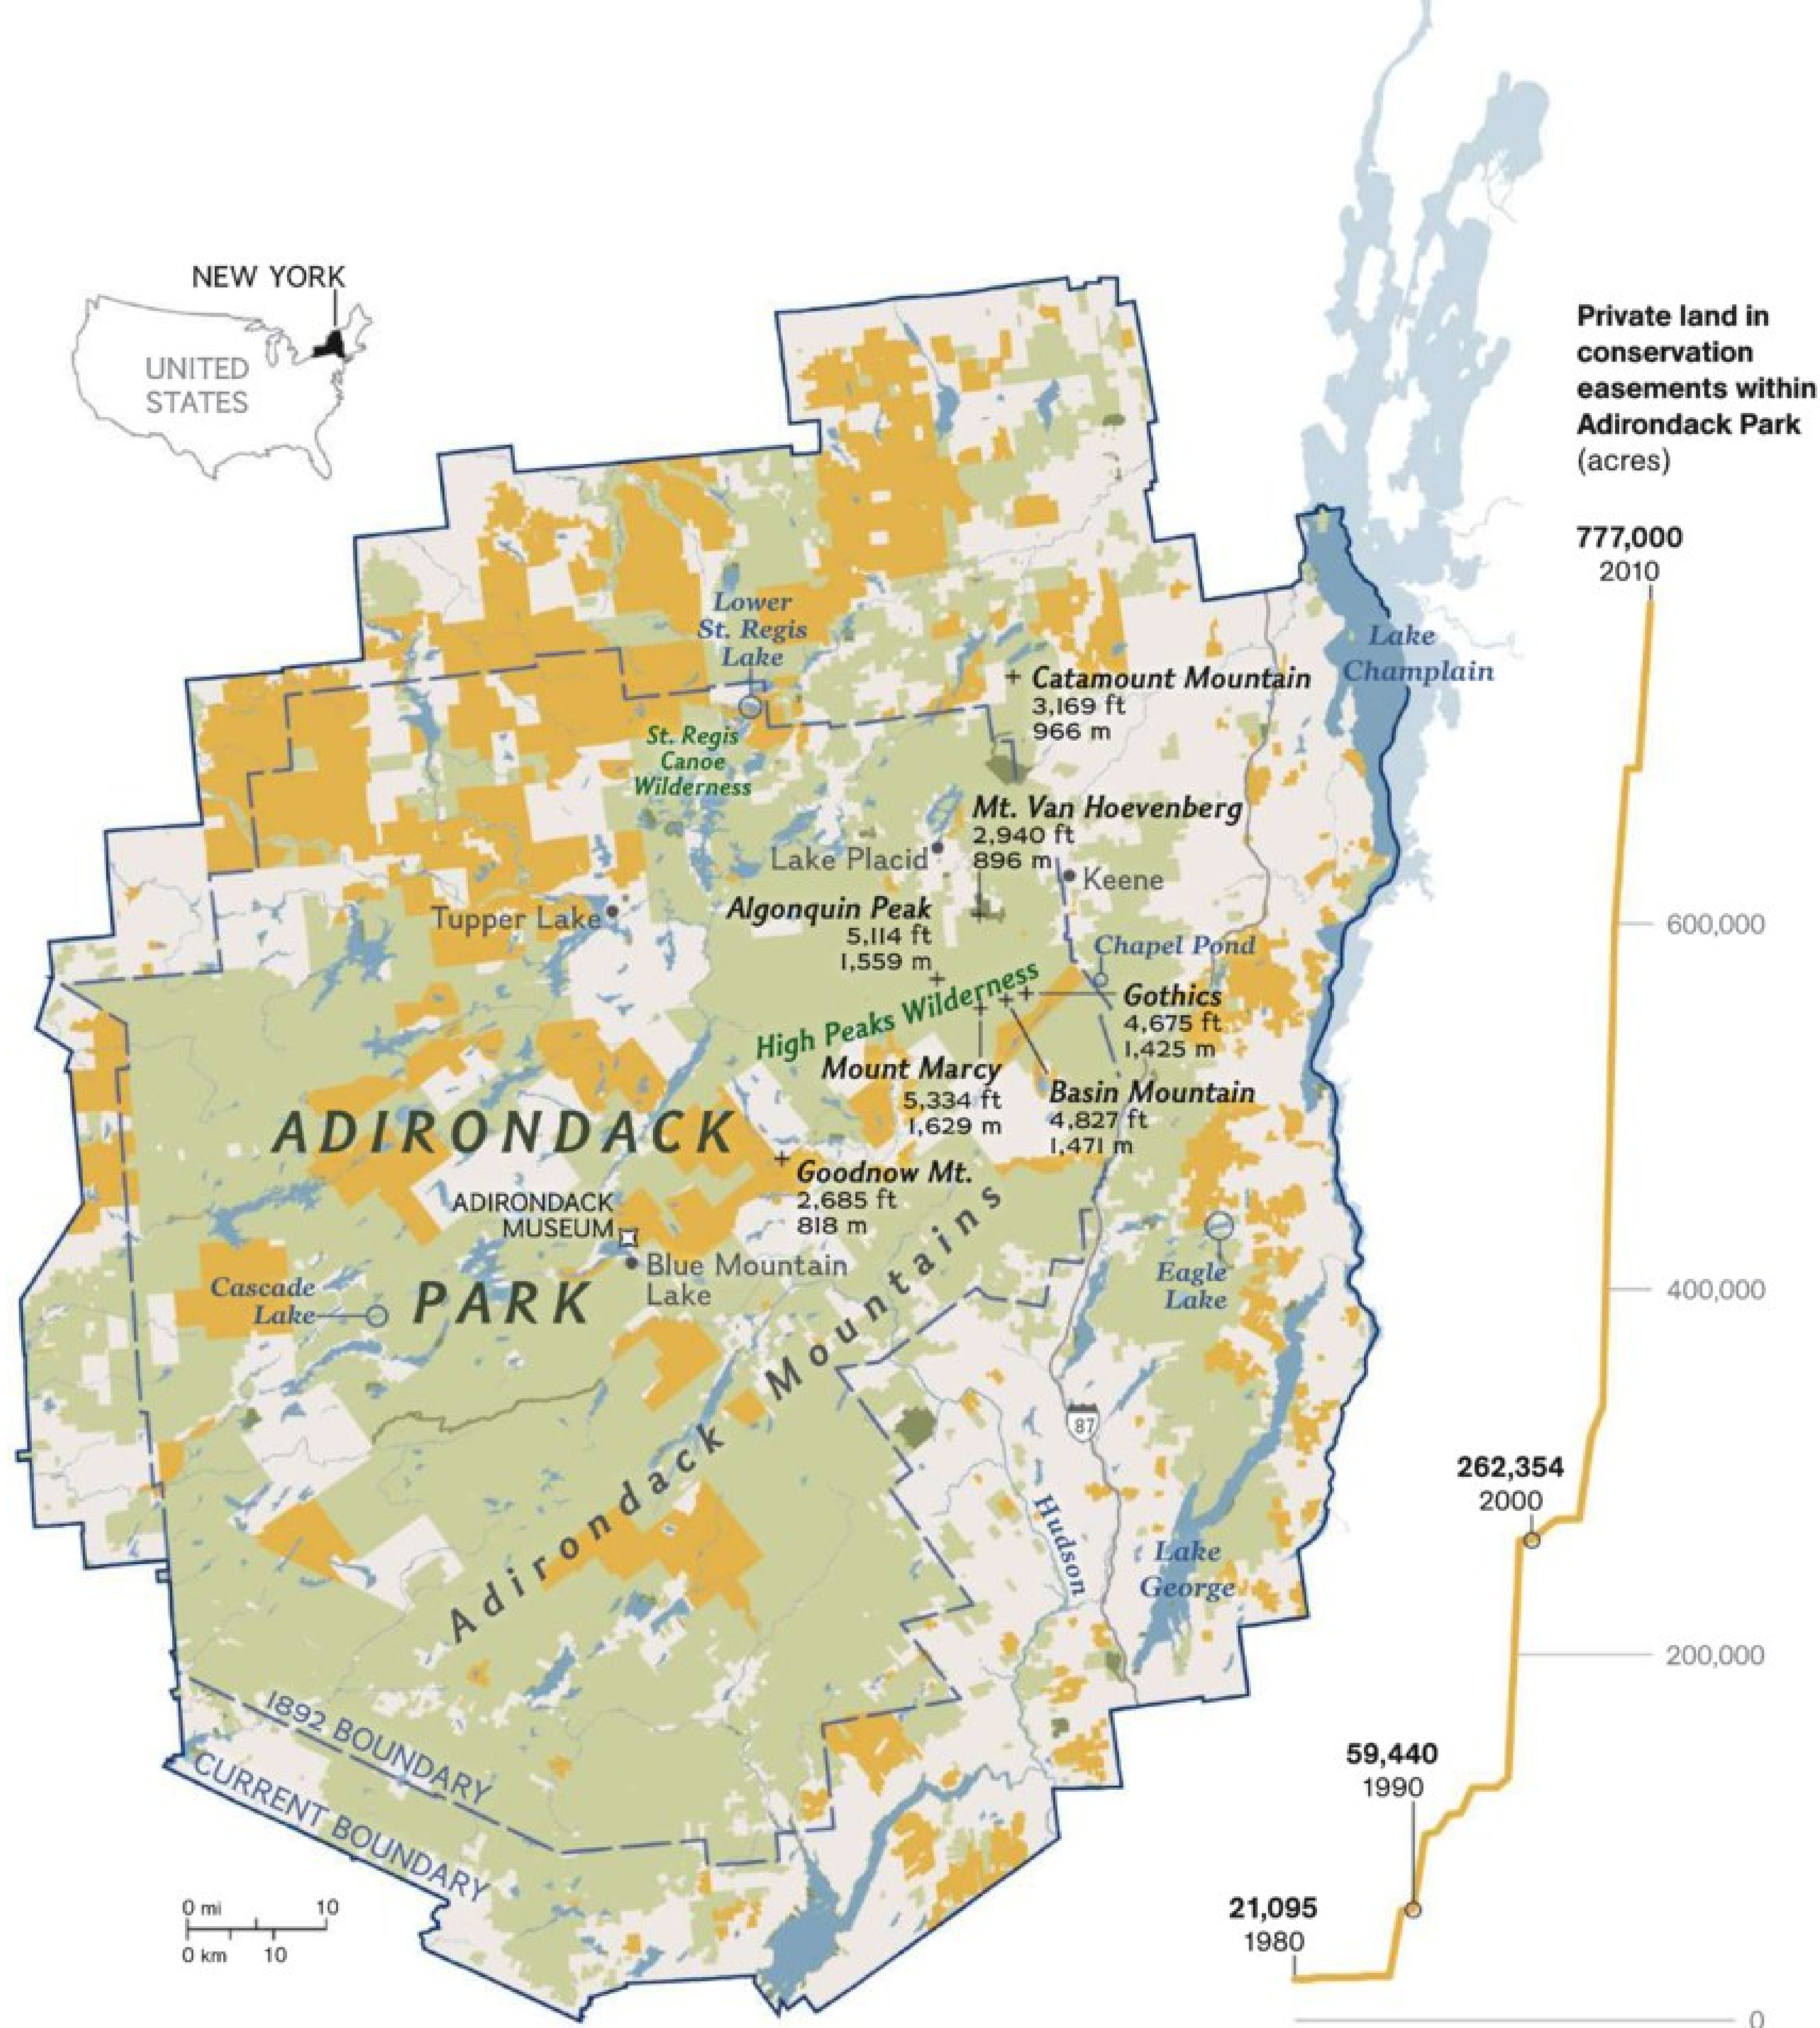 NEW YORK
UNITED
STATES
Private land in
conservation
easements within
Adirondack Park
(acres)
777,000
2010
Lower
St. Regis
Lake
Lake
Champlain
Catamount Mountain
3,169 ft
966 m
St. Regis
Canoe
Wilderness
Mt. Van Hoevenberg
2,940 ft
896 m
Lake Placid
Keene
Tupper Lake
Algonquin Peak
5,114 ft
1,559 m
600,000
Chapel Pond
High Peaks Wilderness
Gothics
4,675 ft
1,425 m
Mount Marcy
5,334 ft
1,629 m
Basin Mountain
4,827 ft
1,471 m
ADIRONDACK
PARK
Goodnow Mt.
2,685 ft
818 m
ADIRONDACK
MUSEUM
Blue Mountain
Lake
Cascade
Lake
Eagle
Lake
400,000
Adirondack Mountains
87
Hudson
262,354
2000
Lake
George
200,000
1892 BOUNDARY
CURRENT BOUNDARY
59,440
1990
0 mi 10
0 km 10
21,095
1980
0